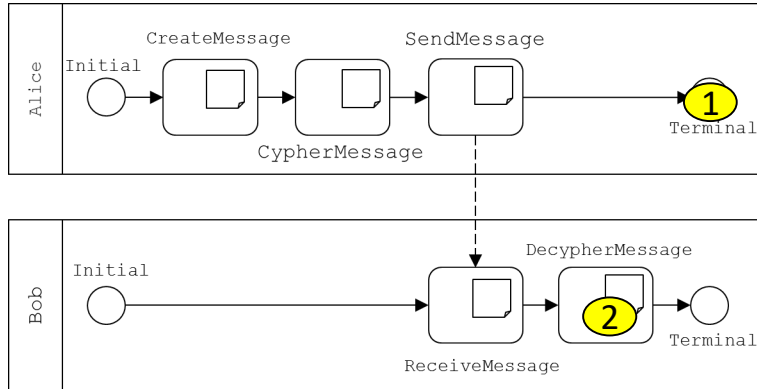 Alice
CreateMessage
SendMessage
Initial
1
Terminal
CypherMessage
Bob
DecypherMessage
Initial
2
Terminal
ReceiveMessage